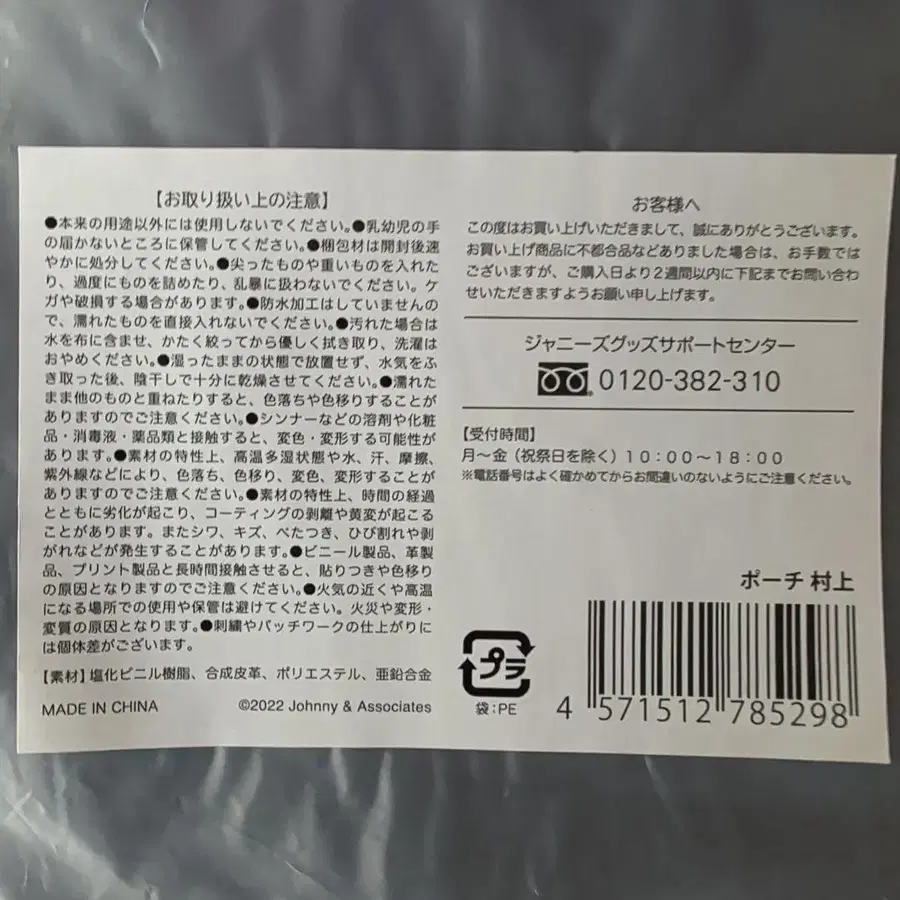 【お取り扱い上の注意】
●本来の用途以外には使用しないでください。●乳幼児の手
の届かないところに保管してください。●梱包材は開封後速
やかに処分してください。●尖ったものや重いものを入れた
り、過度にものを詰めたり、乱暴に扱わないでください。ケ
ガや破損する場合があります。●防水加工はしていませんの
で、濡れたものを直接入れないでください。●汚れた場合は
水を布に含ませ、かたく絞ってから優しく拭き取り、洗濯は
おやめください。●湿ったままの状態で放置せず、水気をふ
き取った後、陰干しで十分に乾燥させてください。●濡れた
まま他のものと重ねたりすると、色落ちや色移りすることが
ありますのでご注意ください。●シンナーなどの溶剤や化粧
品・消毒液・薬品類と接触すると、変色・変形する可能性が
あります。●素材の特性上、高温多湿状態や水、汗、摩擦、
紫外線などにより、色落ち、色移り、変色、変形することが
ありますのでご注意ください。●素材の特性上、時間の経過
とともに劣化が起こり、コーティングの剥離や黄変が起こる
ことがあります。またシワ、キズ、べたつき、ひび割れや剥
がれなどが発生することがあります。●ビニール製品、革製
品、プリント製品と長時間接触させると、貼りつきや色移り
の原因となりますのでご注意ください。●火気の近くや高温
になる場所での使用や保管は避けてください。火災や変形・
変質の原因となります。●刺繍やパッチワークの仕上がりに
は個体差がございます。
【素材】塩化ビニル樹脂、合成皮革、ポリエステル、亜鉛合金
MADE IN CHINA ©2022 Johnny & Associates
お客様へ
この度はお買い上げいただきまして、誠にありがとうございます。
お買い上げ商品に不都合品などありました場合は、お手数では
ございますが、ご購入日より2週間以内に下記までお問い合わ
せいただきますようお願い申し上げます。
ジャニーズグッズサポートセンター
0120-382-310
【受付時間】
月〜金（祝祭日を除く）10:00〜18:00
※電話番号はよく確かめてからお間違いのないようにご注意ください。
ポーチ 村上
プラ
袋:PE
4 571512 785298